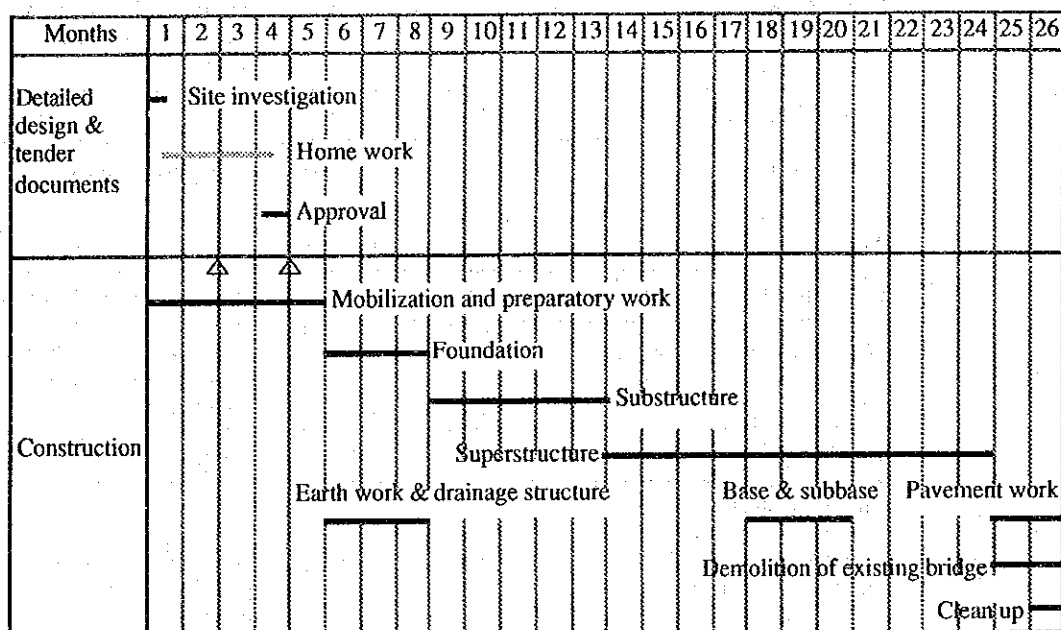 Months 1 2 3 4 5 6 7 8 9 10 11 12 13 14 15 16 17 18 19 20 21 22 23 24 25 26
Detailed
design &
tender
documents
Site investigation
Home work
Approval
Construction
Mobilization and preparatory work
Foundation
Substructure
Superstructure
Earth work & drainage structure
Base & subbase
Pavement work
Demolition of existing bridge
Clean up